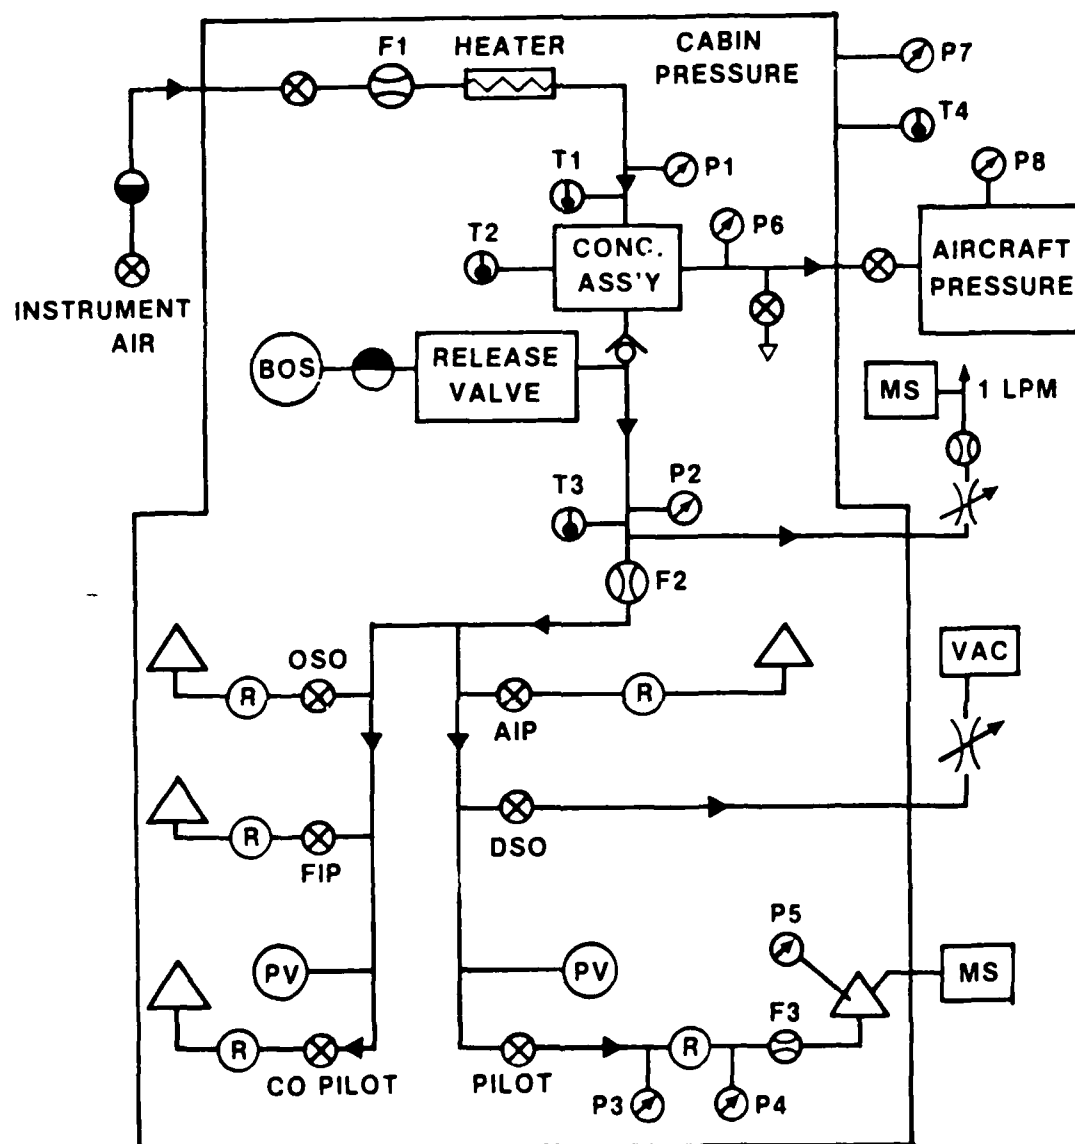 F1
HEATER
CABIN
PRESSURE
P7
T4
T1
P1
P8
T2
CONC.
ASS'Y
P6
AIRCRAFT
PRESSURE
INSTRUMENT
AIR
BOS
RELEASE
VALVE
MS
1 LPM
T3
P2
F2
OSO
R
AIP
R
VAC
R
FIP
DSO
PV
PV
P5
MS
F3
R
CO PILOT
PILOT
R
P3
P4